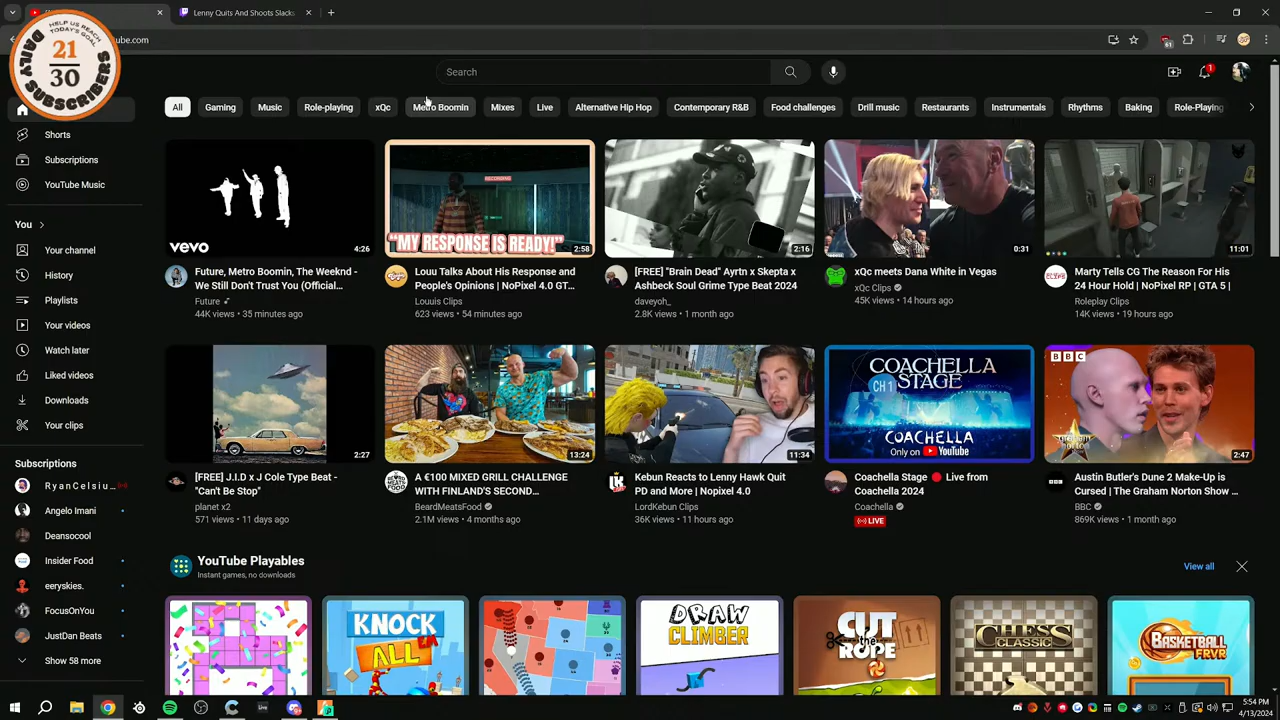 Lenny Quits And Shoots Slacks
HELP US REACH
TODAY'S GOAL
21
30
DAILY
SUBSCRIBERS
be.com
Search
61
1
All
Gaming
Music
Role-playing
xQc
Metro Boomin
Mixes
Live
Alternative Hip Hop
Contemporary R&B
Food challenges
Drill music
Restaurants
Instrumentals
Rhythms
Baking
Role-Playing
Shorts
Subscriptions
YouTube Music
You
Your channel
History
Playlists
Your videos
Watch later
Liked videos
Downloads
Your clips
Subscriptions
RyanCelsiu...
Angelo Imani
Deansocool
Insider Food
eeryskies.
FocusOnYou
JustDan Beats
Show 58 more
vevo
4:26
Future, Metro Boomin, The Weeknd -
We Still Don't Trust You (Official...
Future
44K views • 35 minutes ago
"MY RESPONSE IS READY!"
2:58
Louu Talks About His Response and
People's Opinions | NoPixel 4.0 GT...
Louuis Clips
623 views • 54 minutes ago
2:16
[FREE] "Brain Dead" Ayrtn x Skepta x
Ashbeck Soul Grime Type Beat 2024
daveyoh_
2.8K views • 1 month ago
0:31
xQc meets Dana White in Vegas
xQc Clips
45K views • 14 hours ago
11:01
Mary Tells CG The Reason For His
24 Hour Hold | NoPixel RP | GTA 5 |
Roleplay Clips
14K views • 19 hours ago
2:27
[FREE] J.I.D x J Cole Type Beat -
"Can't Be Stop"
planet x2
571 views • 11 days ago
13:24
A €100 MIXED GRILL CHALLENGE
WITH FINLAND'S SECOND...
BeardMeatsFood
2.1M views • 4 months ago
11:34
Kebun Reacts to Lenny Hawk Quit
PD and More | Nopixel 4.0
LordKebun Clips
36K views • 11 hours ago
COACHELLA
STAGE
CH 1
COACHELLA
Only on YouTube
Coachella Stage 🔴 Live from
Coachella 2024
Coachella
LIVE
BBC
2:47
Austin Butler's Dune 2 Make-up is
Cursed | The Graham Norton Show ...
BBC
869K views • 1 month ago
YouTube Playables
Instant games, no downloads
View all
KNOCK
ALL
DRAW
CLIMBER
CUT
the
ROPE
CHESS
CLASSIC
BASKETBALL
FRVR
5:54 PM
4/13/2024